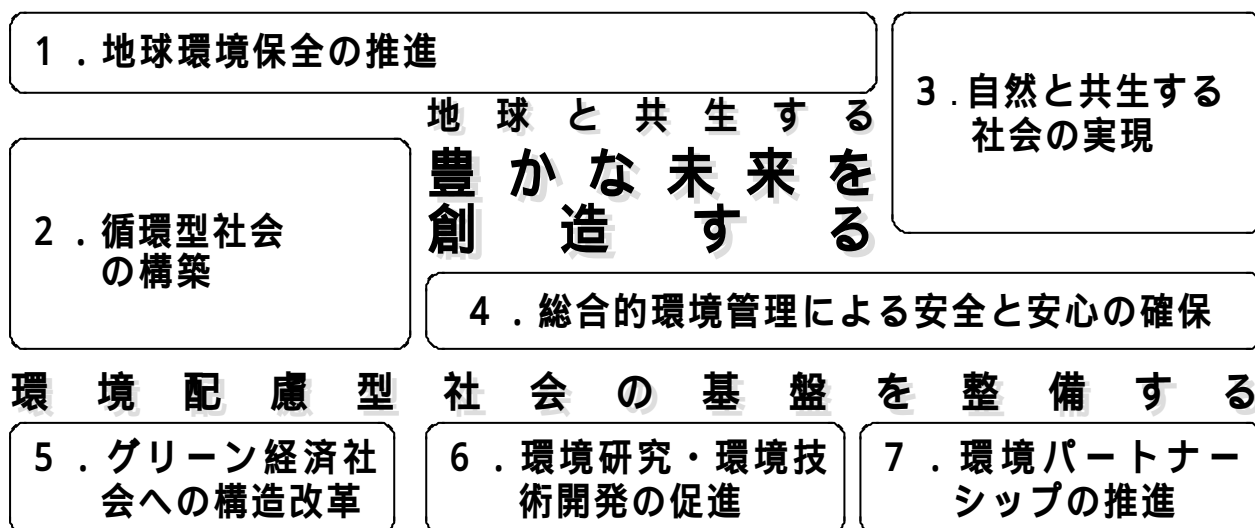 1．地球環境保全の推進
3．自然と共生する
社会の実現
地球と共生する
豊かな未来を
創造する
2．循環型社会
の構築
4．総合的環境管理による安全と安心の確保
環境配慮型社会の基盤を整備する
5．グリーン経済社
会への構造改革
6．環境研究・環境技
術開発の促進
7．環境パートナー
シップの推進